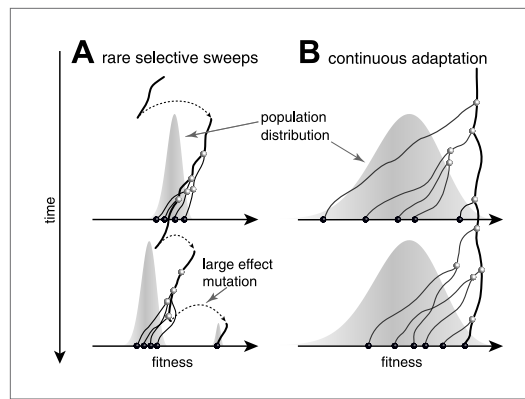 A rare selective sweeps
B continuous adaptation
population
distribution
time
large effect
mutation
fitness
fitness